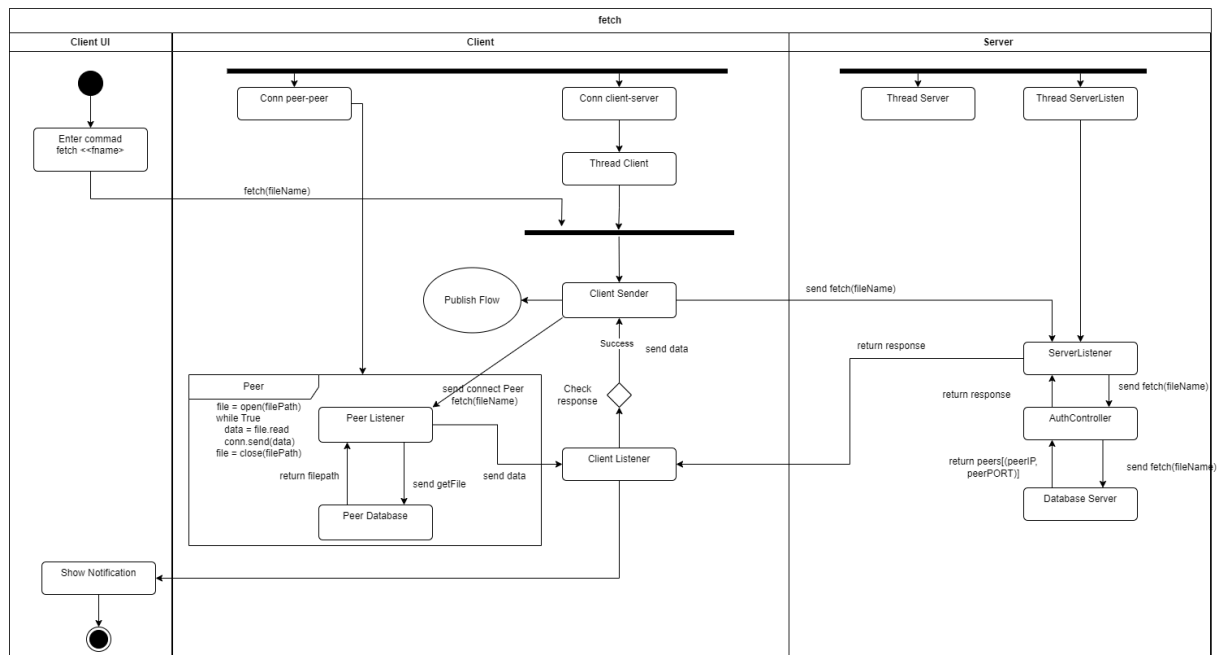 fetch
Client UI
Client
Server
Conn peer-peer
Conn client-server
Thread Server
Thread ServerListen
Enter commad
fetch <<fname>
Thread Client
fetch(fileName)
Publish Flow
Client Sender
send fetch(fileName)
Success
send data
return response
ServerListener
Peer
file = open(filePath)
while True
data = file.read
conn.send(data)
file = close(filePath)
send connect Peer
fetch(fileName)
Check
response
return response
send fetch(fileName)
Peer Listener
AuthController
Client Listener
return filepath
send getFile
send data
return peers[(peerIP,
peerPORT)]
send fetch(fileName)
Peer Database
Database Server
Show Notification